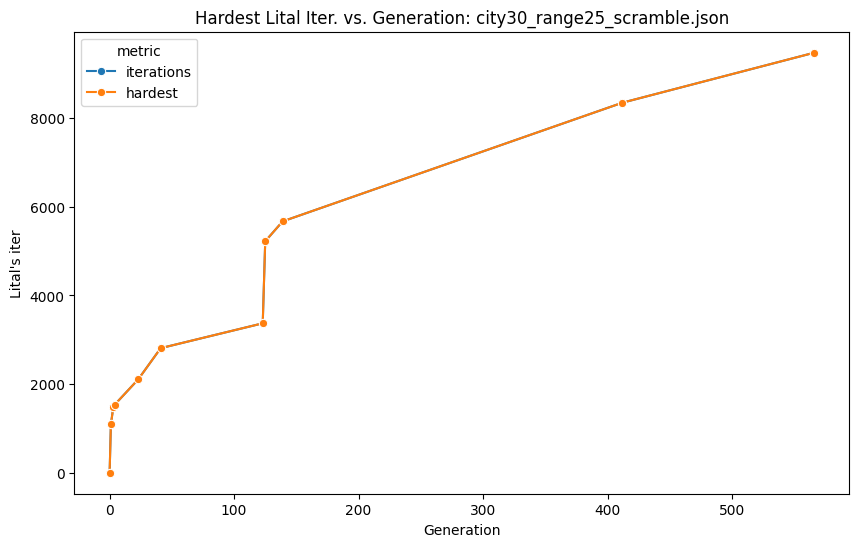 Hardest Lital Iter. vs. Generation: city30_range25_scramble.json
metric
iterations
hardest
8000
6000
4000
2000
0
Lital's iter
0 100 200 300 400 500
Generation